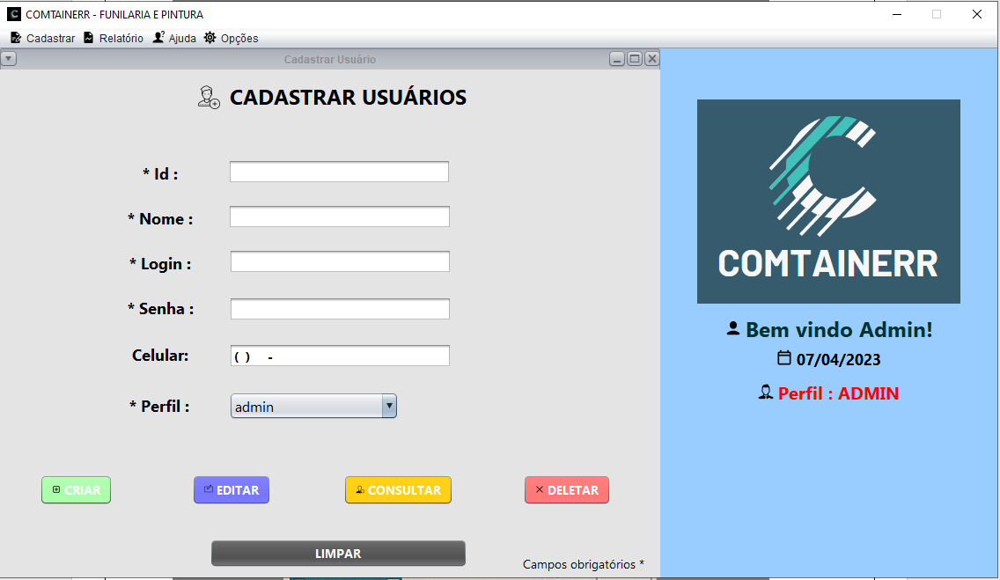 COMTAINERR - FUNILARIA E PINTURA
Cadastrar Relatório Ajuda Opções
Cadastrar Usuário
CADASTRAR USUÁRIOS
* Id :
* Nome :
* Login :
* Senha :
Celular: ( ) -
* Perfil : admin
CRIAR EDITAR CONSULTAR DELETAR
LIMPAR
Campos obrigatórios *
C
COMTAINERR
Bem vindo Admin!
07/04/2023
Perfil : ADMIN